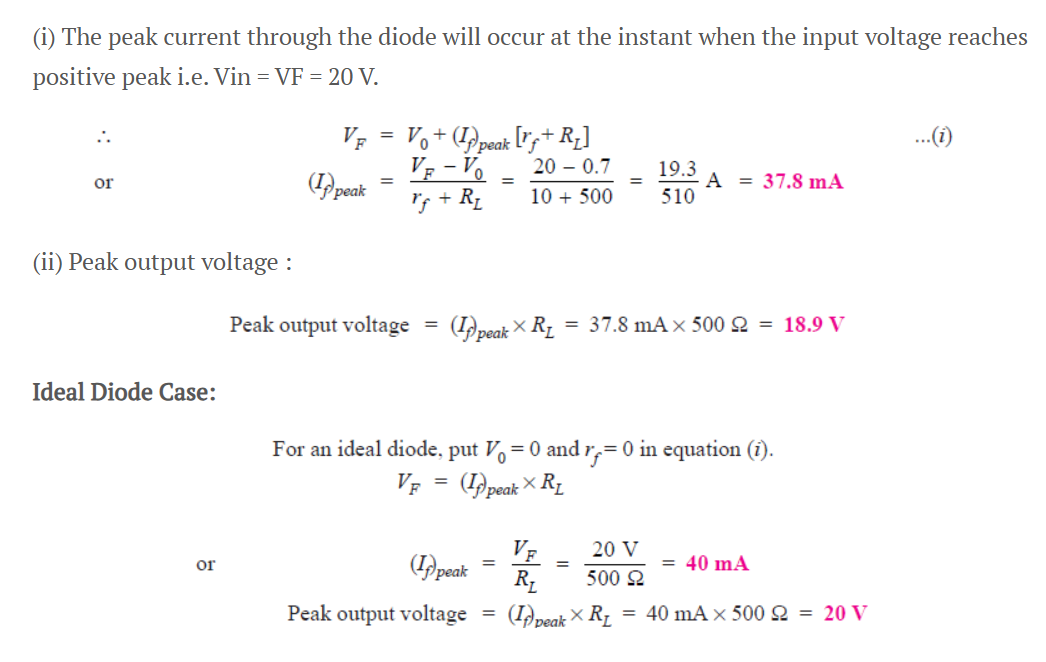 (i) The peak current through the diode will occur at the instant when the input voltage reaches
positive peak i.e. Vin = VF = 20 V.
∴ V_F = V_0 + (I_f)_peak [r_f + R_L] ...(i)
or (I_f)_peak = (V_F – V_0)/(r_f + R_L) = (20 – 0.7)/(10 + 500) = 19.3/510 A = 37.8 mA
(ii) Peak output voltage :
Peak output voltage = (I_f)_peak × R_L = 37.8 mA × 500 Ω = 18.9 V
Ideal Diode Case:
For an ideal diode, put V_0 = 0 and r_f = 0 in equation (i).
V_F = (I_f)_peak × R_L
or (I_f)_peak = V_F/R_L = 20 V/500 Ω = 40 mA
Peak output voltage = (I_f)_peak × R_L = 40 mA × 500 Ω = 20 V